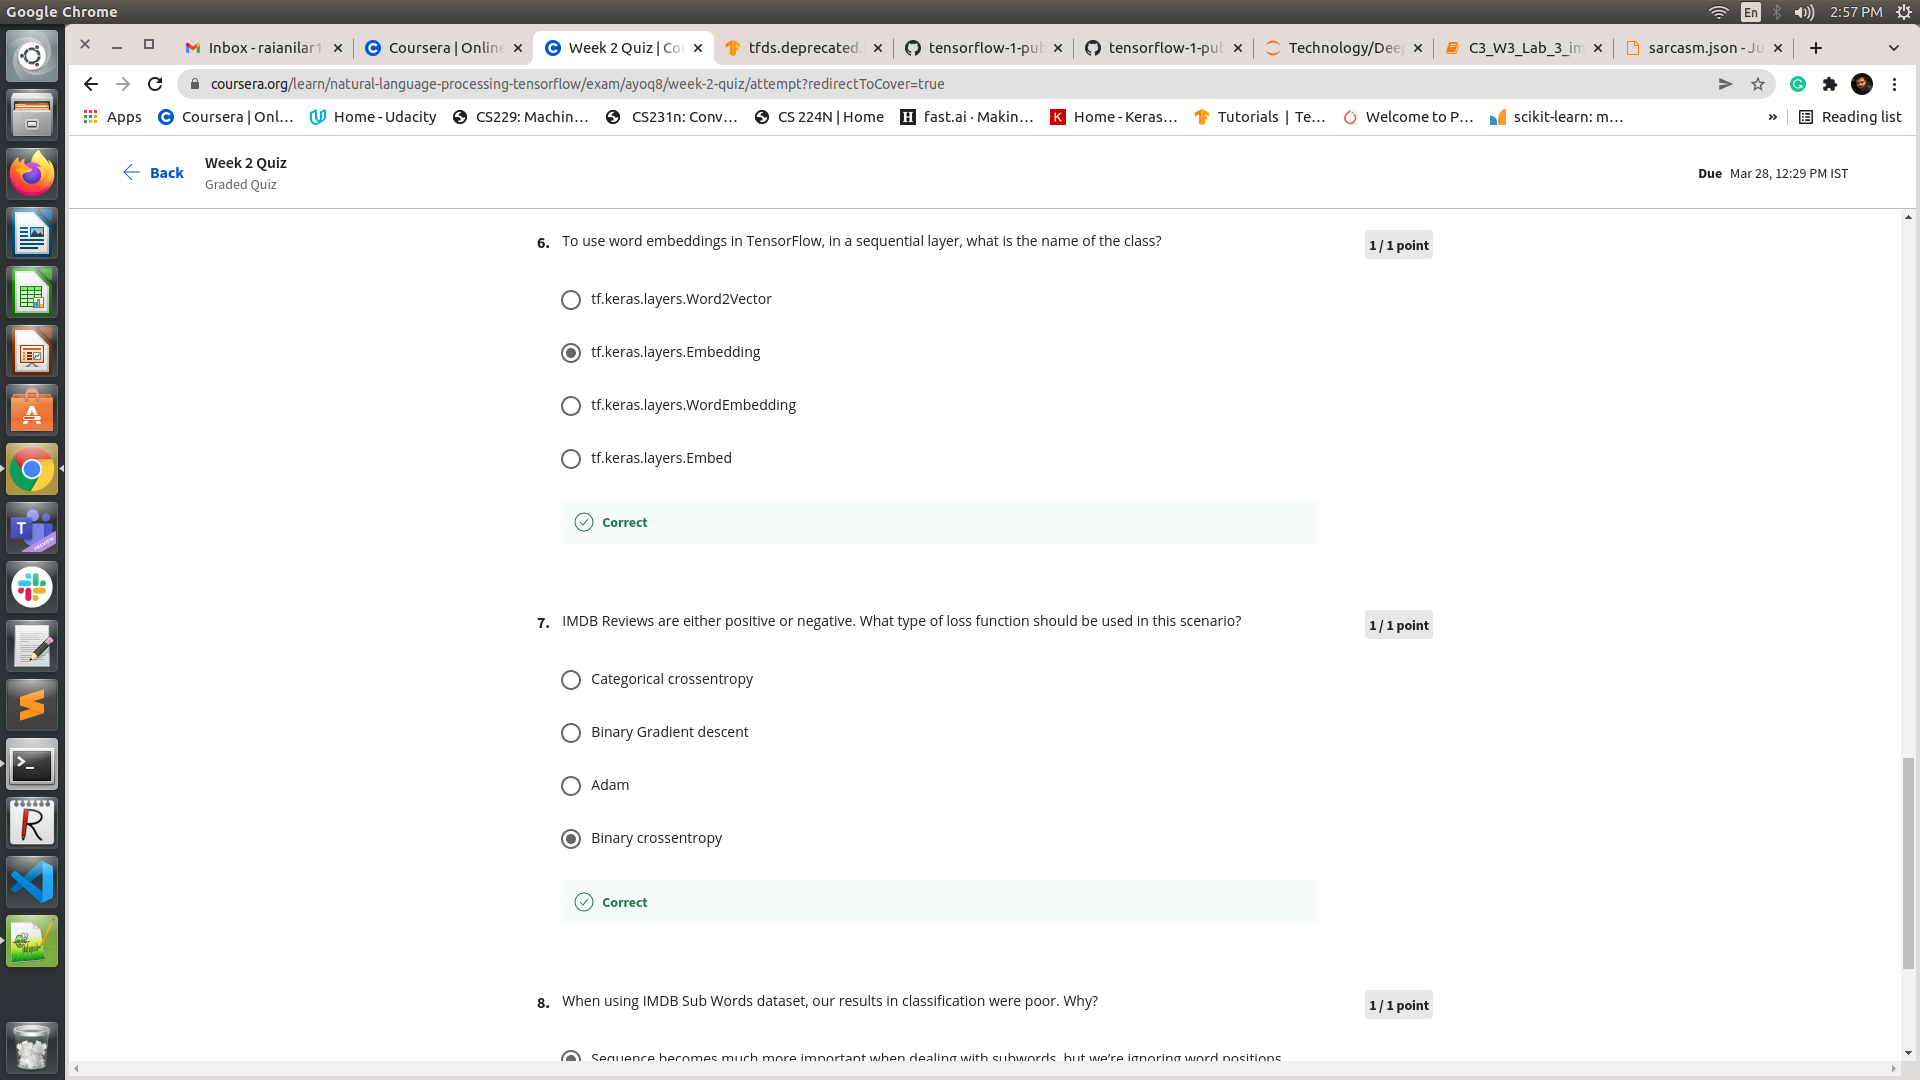 Google Chrome
En
2:57 PM
Inbox - raianilar1
Coursera | Online
Week 2 Quiz | Co
tfds.deprecated.
tensorflow-1-pub
tensorflow-1-pub
Technology/Deep
C3_W3_Lab_3_im
sarcasm.json - Ju
coursera.org/learn/natural-language-processing-tensorflow/exam/ayoq8/week-2-quiz/attempt?redirectToCover=true
Apps
Coursera | Onl...
Home - Udacity
CS229: Machin...
CS231n: Conv...
CS 224N | Home
fast.ai · Makin...
Home - Keras...
Tutorials | Te...
Welcome to P...
scikit-learn: m...
»
Reading list
Back
Week 2 Quiz
Graded Quiz
Due Mar 28, 12:29 PM IST
6. To use word embeddings in TensorFlow, in a sequential layer, what is the name of the class?
1 / 1 point
tf.keras.layers.Word2Vector
tf.keras.layers.Embedding
tf.keras.layers.WordEmbedding
tf.keras.layers.Embed
Correct
7. IMDB Reviews are either positive or negative. What type of loss function should be used in this scenario?
1 / 1 point
Categorical crossentropy
Binary Gradient descent
Adam
Binary crossentropy
Correct
8. When using IMDB Sub Words dataset, our results in classification were poor. Why?
1 / 1 point
Sequence becomes much more important when dealing with subwords, but we're ignoring word positions